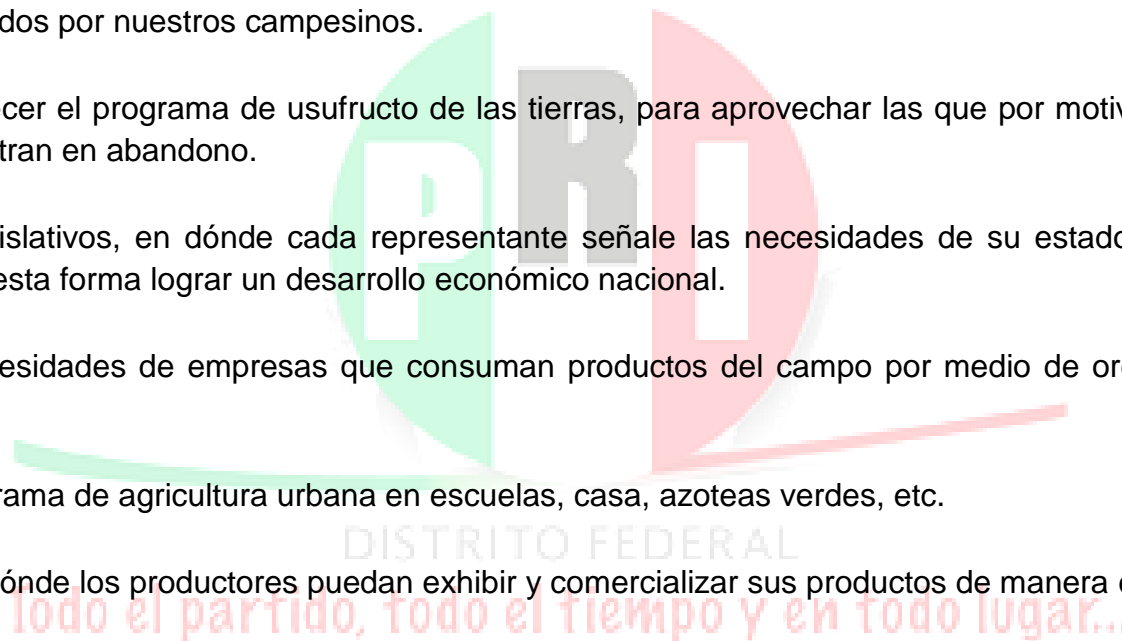 dos por nuestros campesinos.
cer el programa de usufructo de las tierras, para aprovechar las que por motiv
tran en abandono.
islativos, en dónde cada representante señale las necesidades de su estado
esta forma lograr un desarrollo económico nacional.
esidades de empresas que consuman productos del campo por medio de or
rama de agricultura urbana en escuelas, casa, azoteas verdes, etc.
ónde los productores puedan exhibir y comercializar sus productos de manera
PRI
DISTRITO FEDERAL
Todo el partido, todo el tiempo y en todo lugar...